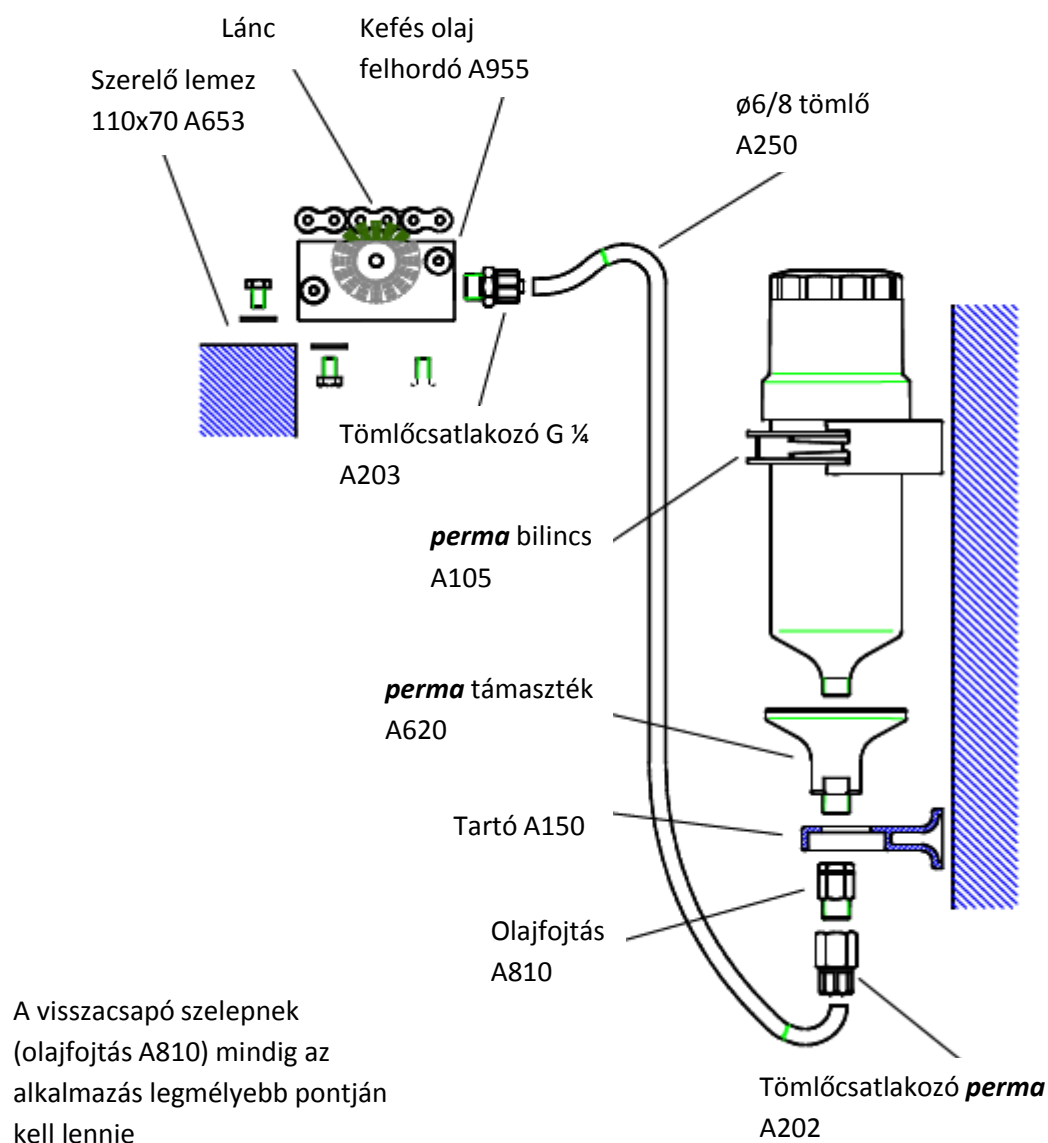 Lánc
Kefés olaj
felhordó A955
Szerelő lemez
110x70 A653
ø6/8 tömlő
A250
Tömlőcsatlakozó G ¼
A203
perma bilincs
A105
perma támaszték
A620
Tartó A150
Olajfojtás
A810
A visszacsapó szelepnek
(olajfojtás A810) mindig az
alkalmazás legmélyebb pontján
kell lennie
Tömlőcsatlakozó perma
A202